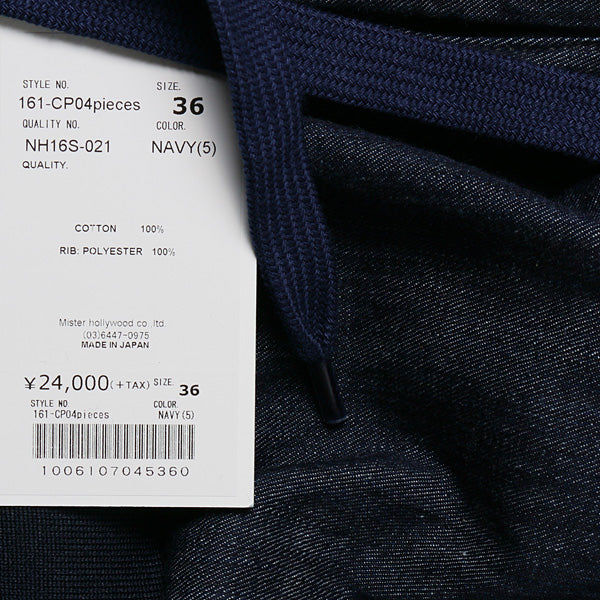 STYLE NO. SIZE.
161-CP04pieces 36
QUALITY NO. COLOR.
NH16S-021 NAVY(5)
QUALITY.
COTTON 100%
RIB: POLYESTER 100%
Mister hollywood co.,ltd.
(03)6447-0975
MADE IN JAPAN
¥24,000(+TAX) SIZE. 36
STYLE NO COLOR.
161-CP04pieces NAVY(5)
1006107045360